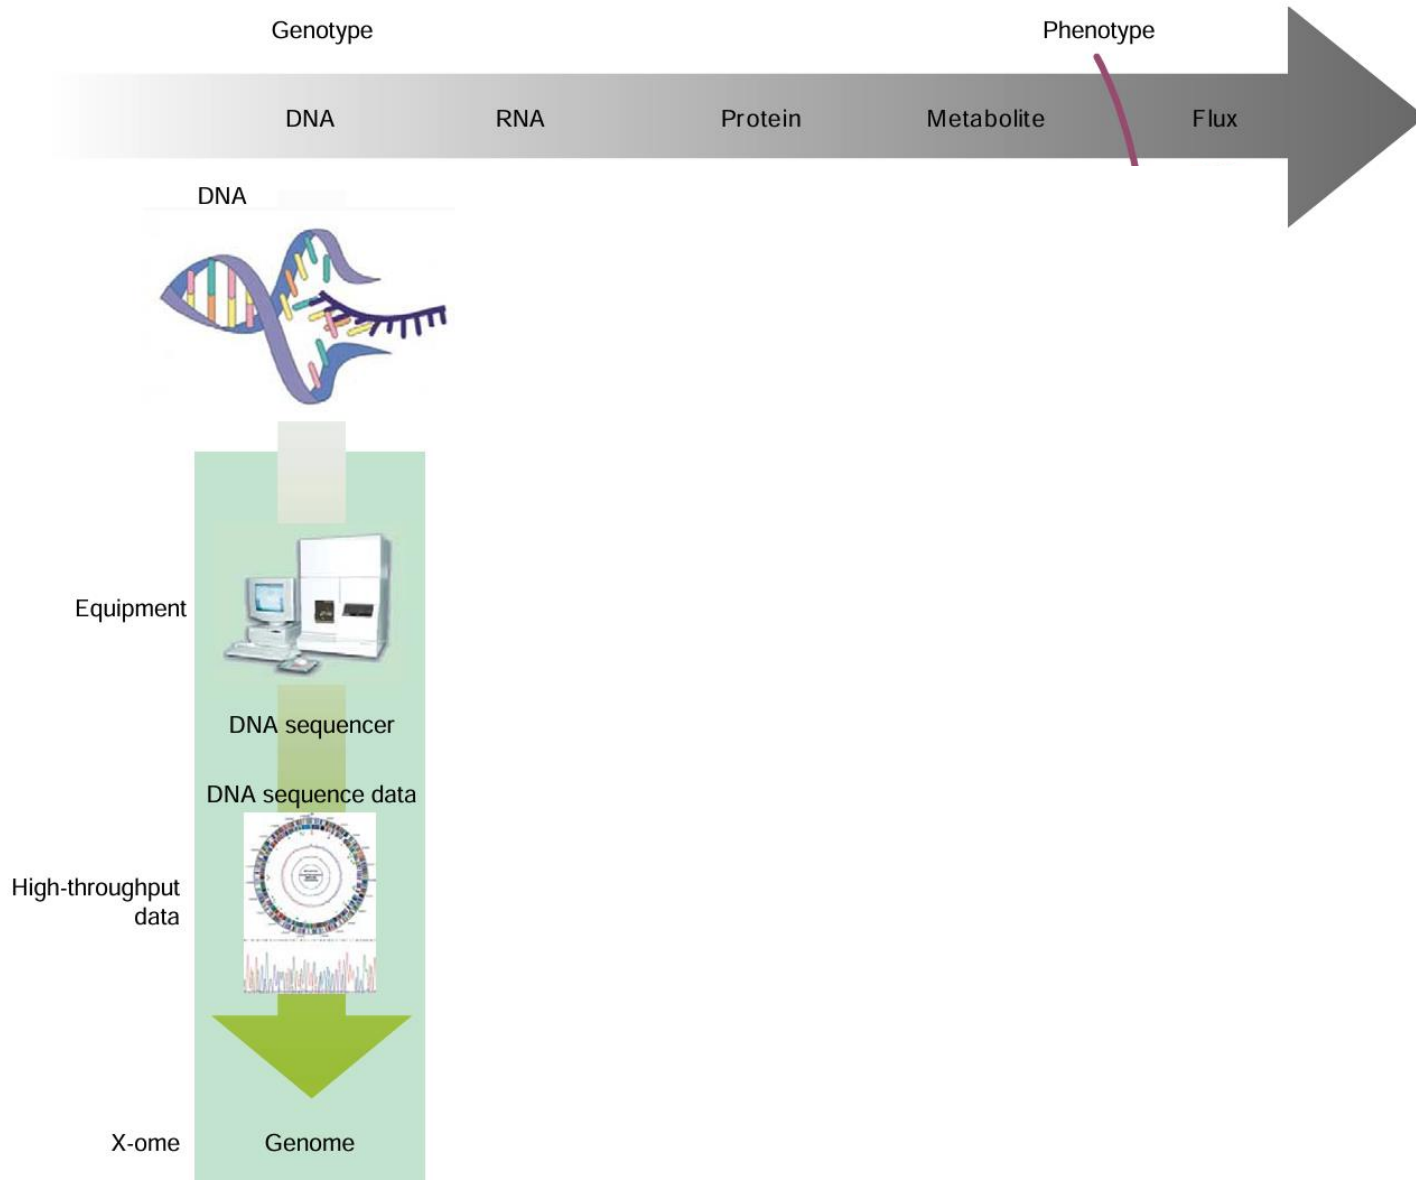 Genotype
Phenotype
DNA
RNA
Protein
Metabolite
Flux
DNA
Equipment
DNA sequencer
DNA sequence data
High-throughput
data
X-ome
Genome